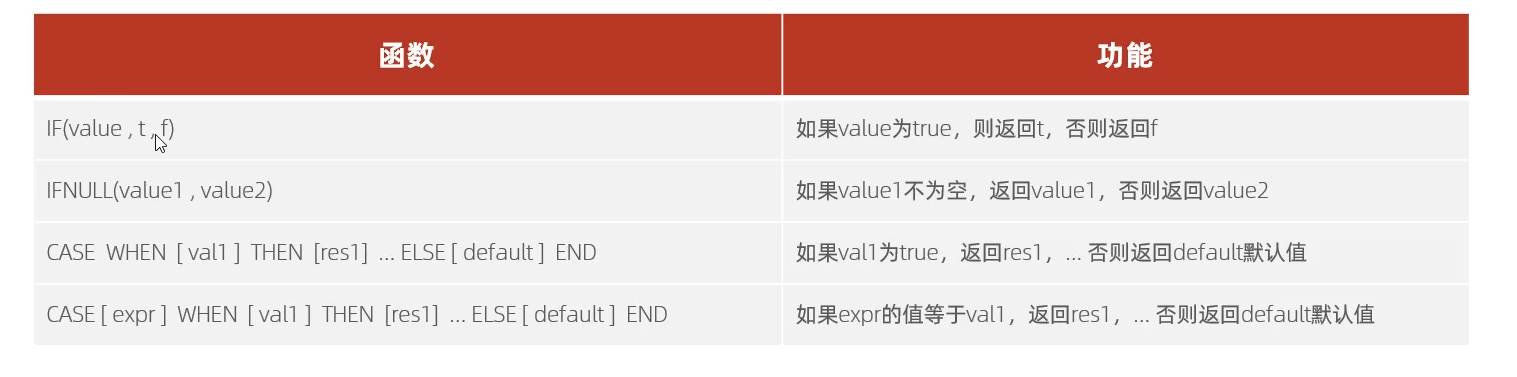 函数 功能
IF(value , t , f) 如果value为true，则返回t，否则返回f
IFNULL(value1 , value2) 如果value1不为空，返回value1，否则返回value2
CASE WHEN [ val1 ] THEN [res1] ... ELSE [ default ] END 如果val1为true，返回res1，... 否则返回default默认值
CASE [ expr ] WHEN [ val1 ] THEN [res1] ... ELSE [ default ] END 如果expr的值等于val1，返回res1，... 否则返回default默认值